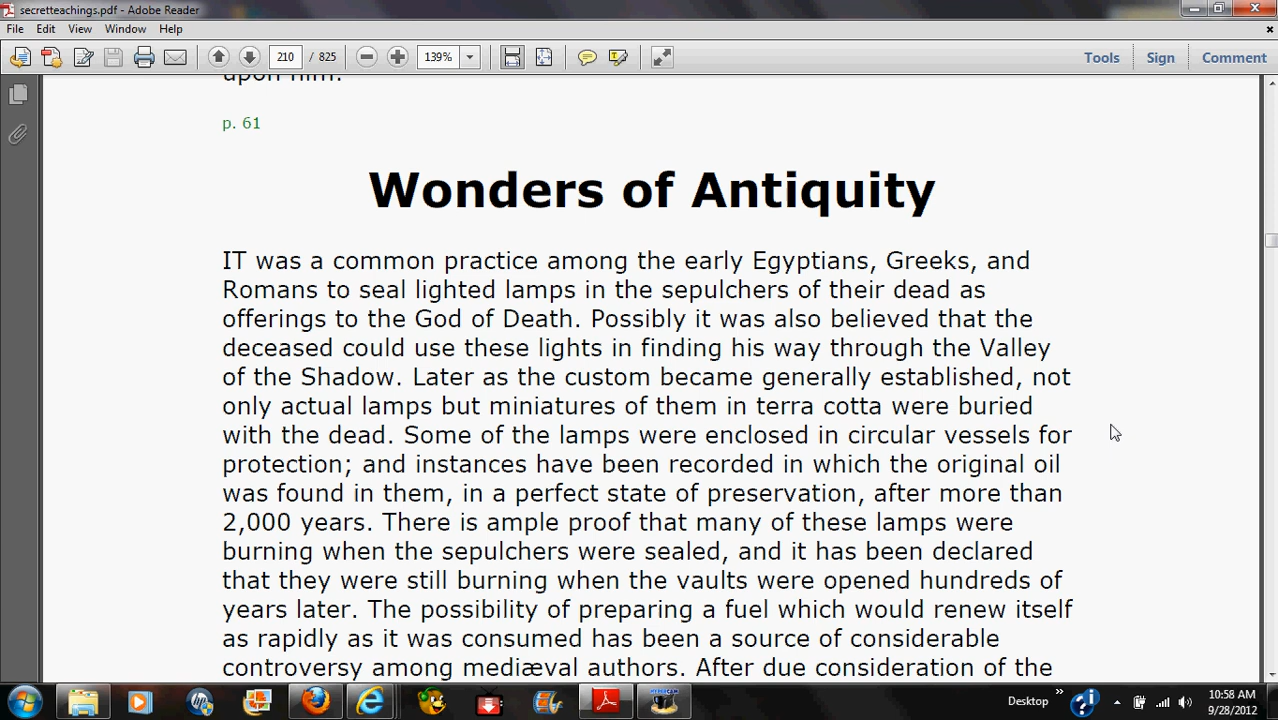 secretteachings.pdf - Adobe Reader
File Edit View Window Help
210 / 825 139% Tools Sign Comment
upon him.
p. 61
Wonders of Antiquity
IT was a common practice among the early Egyptians, Greeks, and
Romans to seal lighted lamps in the sepulchers of their dead as
offerings to the God of Death. Possibly it was also believed that the
deceased could use these lights in finding his way through the Valley
of the Shadow. Later as the custom became generally established, not
only actual lamps but miniatures of them in terra cotta were buried
with the dead. Some of the lamps were enclosed in circular vessels for
protection; and instances have been recorded in which the original oil
was found in them, in a perfect state of preservation, after more than
2,000 years. There is ample proof that many of these lamps were
burning when the sepulchers were sealed, and it has been declared
that they were still burning when the vaults were opened hundreds of
years later. The possibility of preparing a fuel which would renew itself
as rapidly as it was consumed has been a source of considerable
controversy among mediæval authors. After due consideration of the
Desktop
10:58 AM
9/28/2012